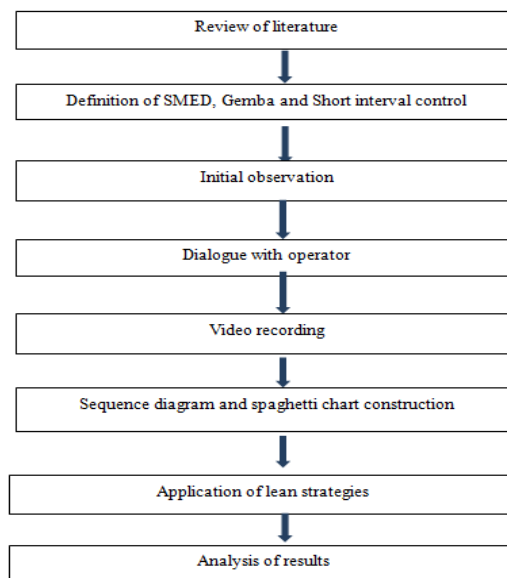 Review of literature
Definition of SMED, Gemba and Short interval control
Initial observation
Dialogue with operator
Video recording
Sequence diagram and spaghetti chart construction
Application of lean strategies
Analysis of results